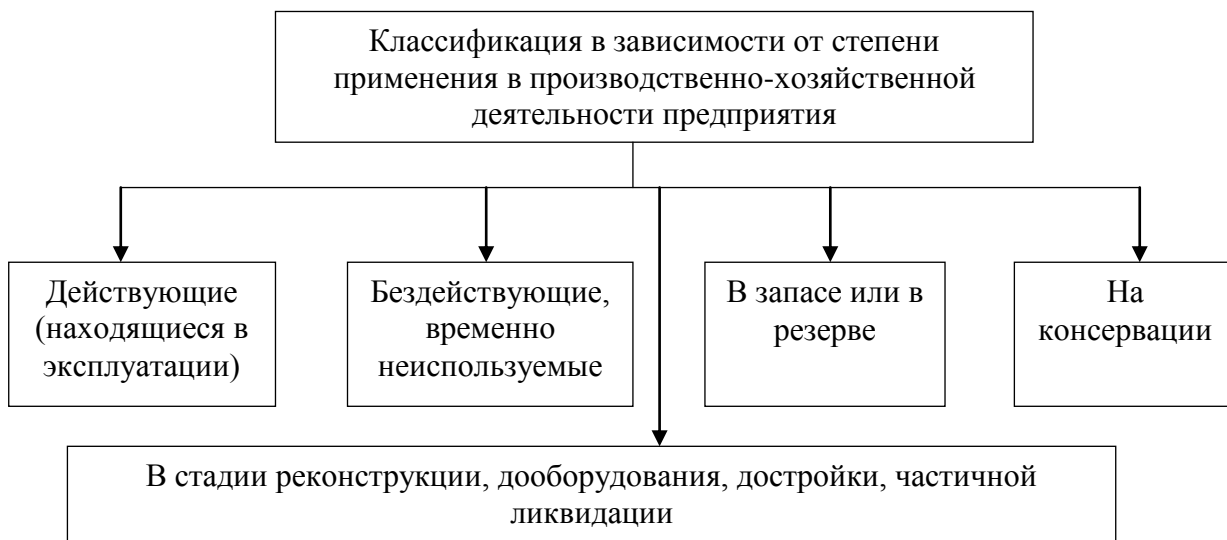 Классификация в зависимости от степени
применения в производственно-хозяйственной
деятельности предприятия
Действующие
(находящиеся в
эксплуатации)
Бездействующие,
временно
неиспользуемые
В запасе или в
резерве
На
консервации
В стадии реконструкции, дооборудования, достройки, частичной
ликвидации